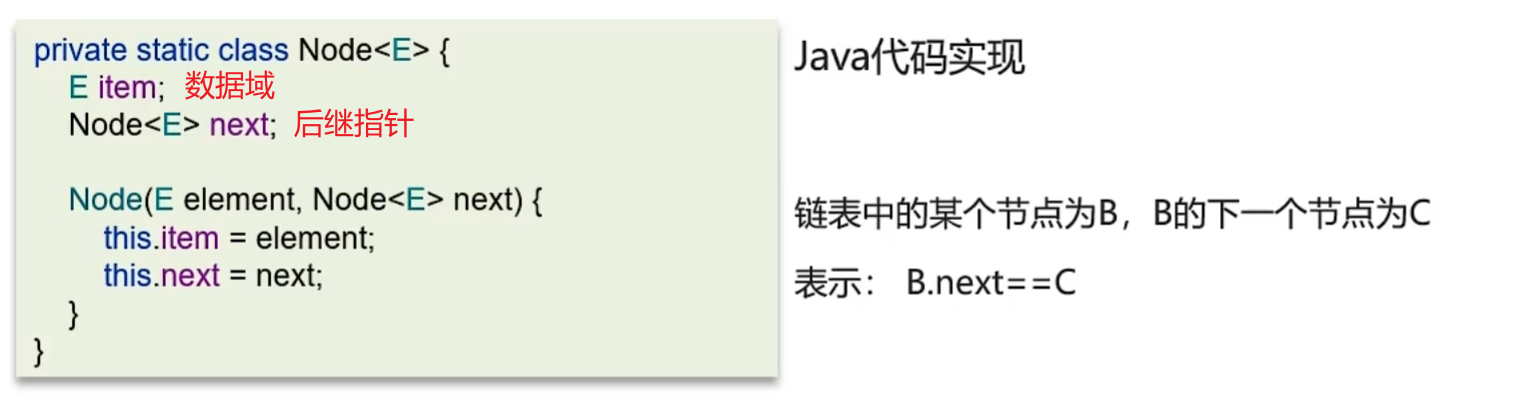 private static class Node<E> {
E item; 数据域
Node<E> next; 后继指针
Node(E element, Node<E> next) {
this.item = element;
this.next = next;
}
}
Java代码实现
链表中的某个节点为B，B的下一个节点为C
表示： B.next==C